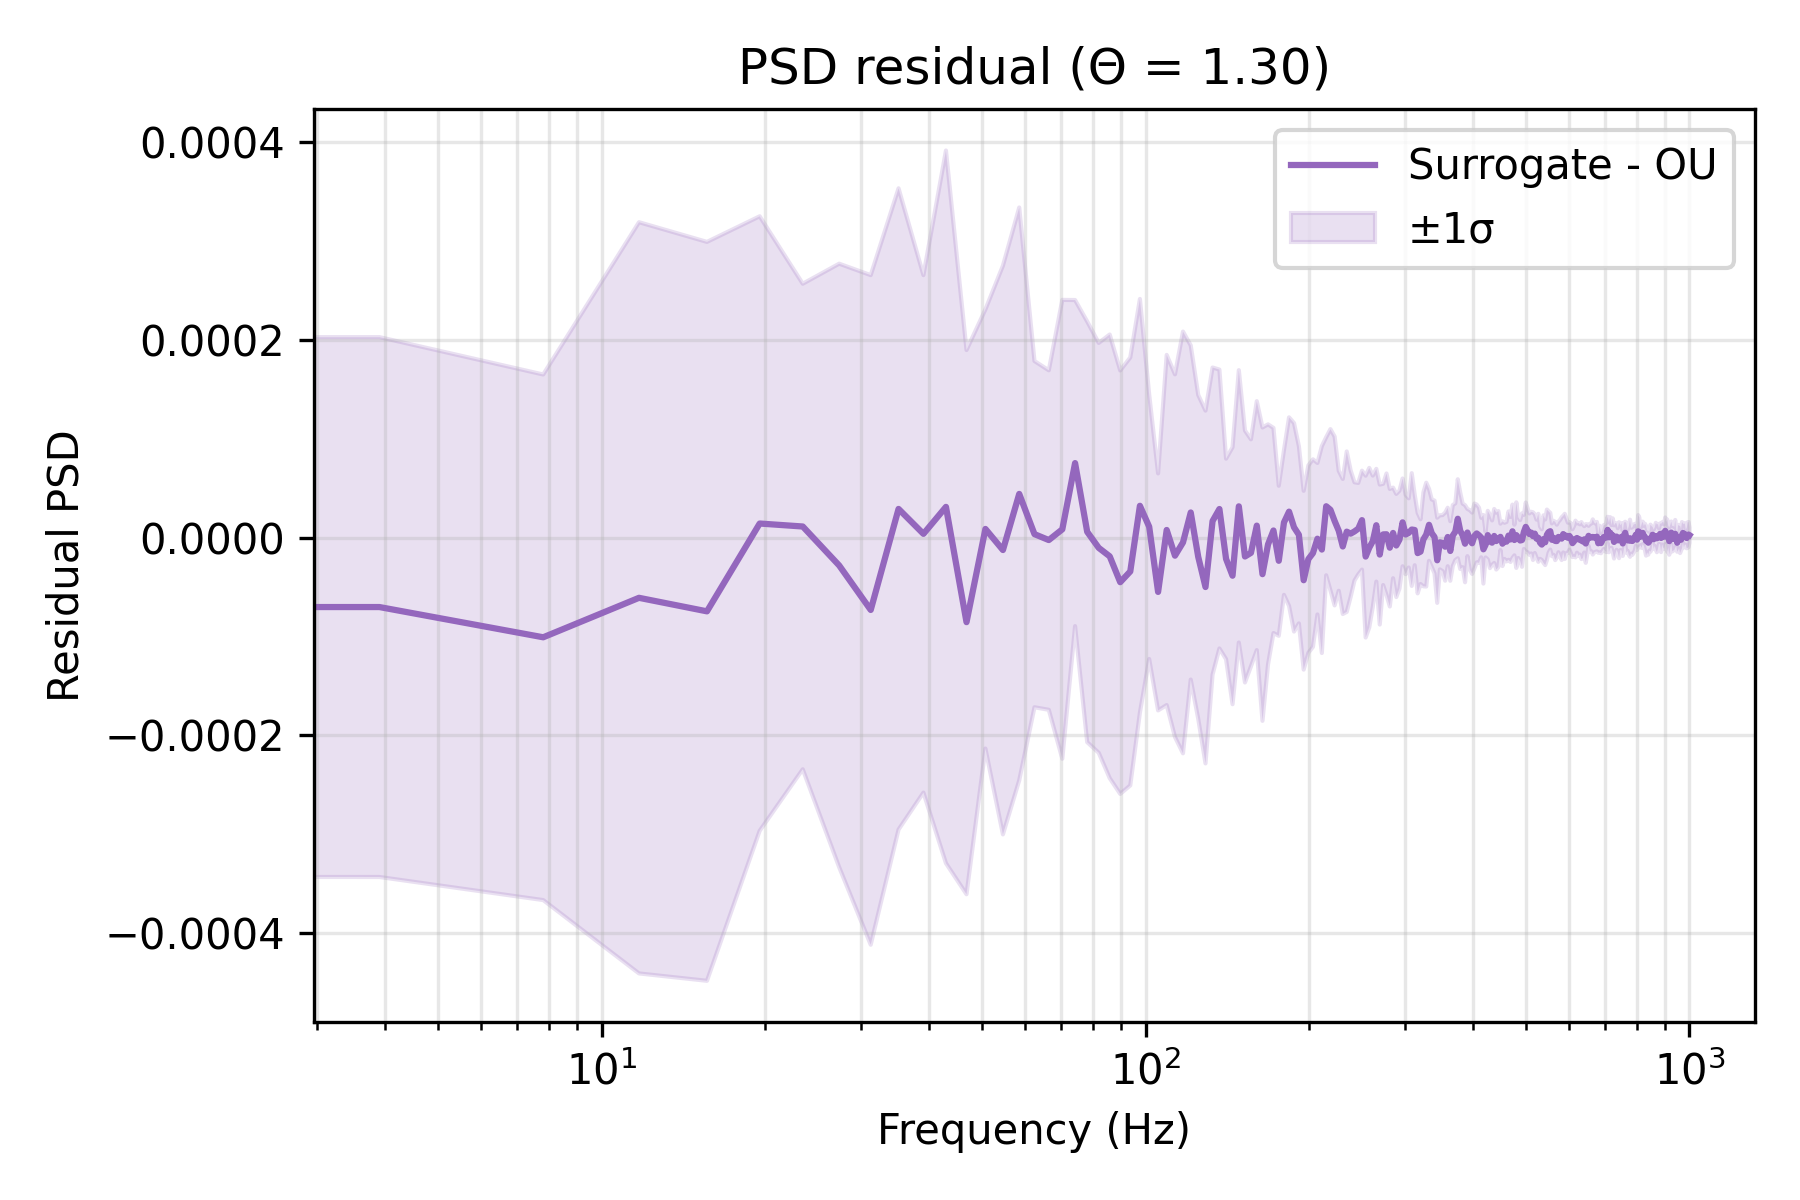 PSD residual (Θ = 1.30)
Surrogate - OU
±1σ
0.0004
0.0002
0.0000
−0.0002
−0.0004
Residual PSD
10¹
10²
10³
Frequency (Hz)